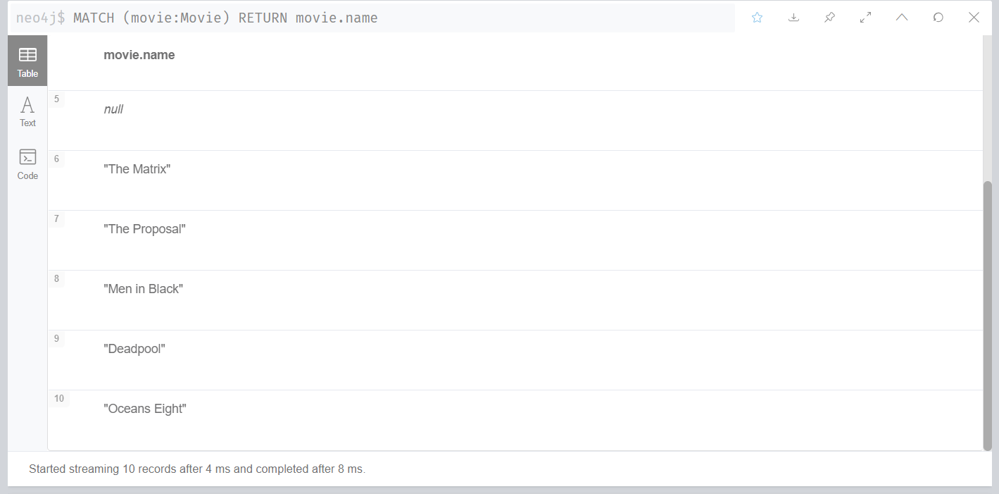 neo4j$ MATCH (movie:Movie) RETURN movie.name
Table
movie.name
5
null
Text
6
"The Matrix"
Code
7
"The Proposal"
8
"Men in Black"
9
"Deadpool"
10
"Oceans Eight"
Started streaming 10 records after 4 ms and completed after 8 ms.